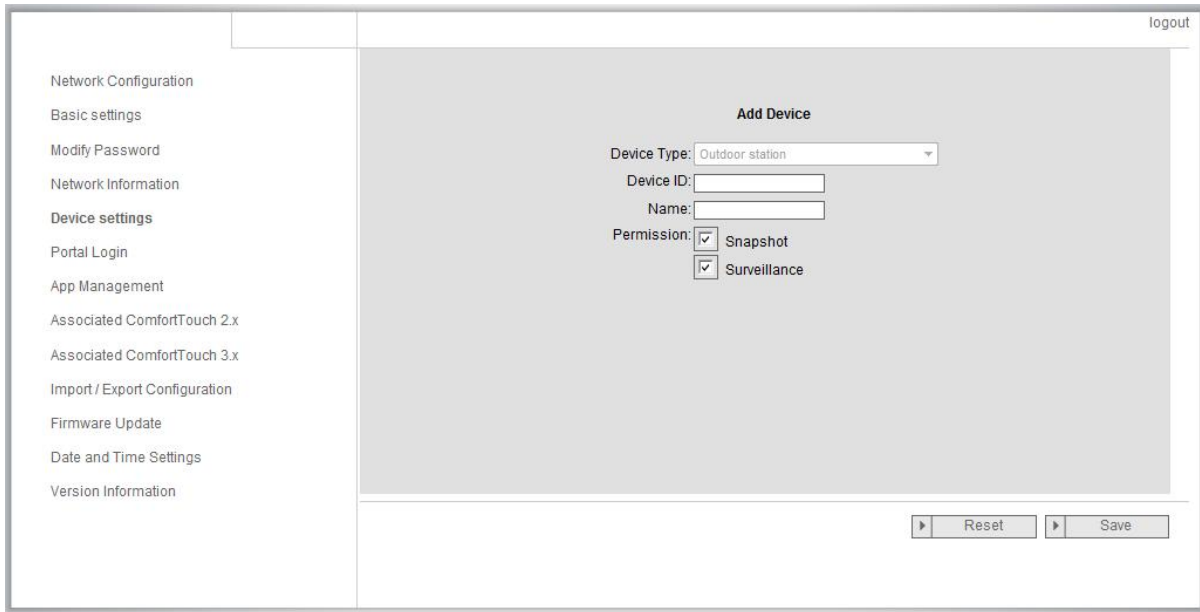 logout
Network Configuration
Basic settings
Modify Password
Network Information
Device settings
Portal Login
App Management
Associated ComfortTouch 2.x
Associated ComfortTouch 3.x
Import / Export Configuration
Firmware Update
Date and Time Settings
Version Information
Add Device
Device Type: Outdoor station
Device ID:
Name:
Permission: Snapshot
Surveillance
Reset Save